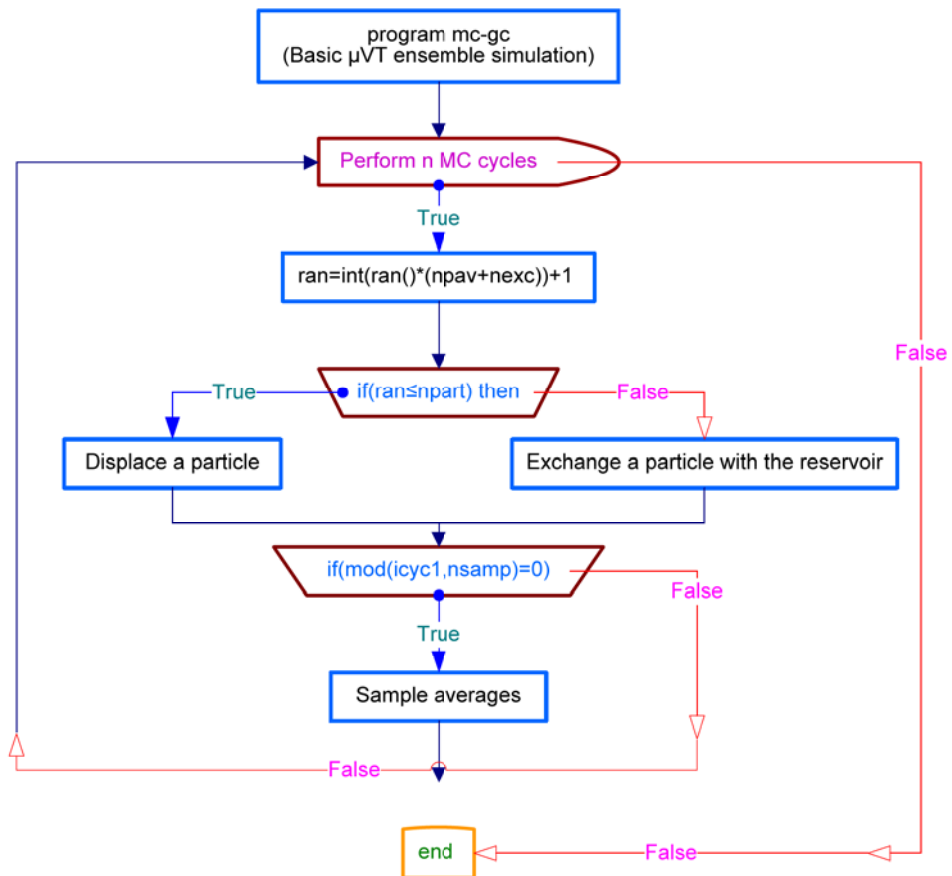 program mc-gc
(Basic µVT ensemble simulation)
Perform n MC cycles
True
ran=int(ran()*(npav+nexc))+1
False
True
if(ran≤npart) then
False
Displace a particle
Exchange a particle with the reservoir
if(mod(icyc1,nsamp)=0)
False
True
Sample averages
False
end
False